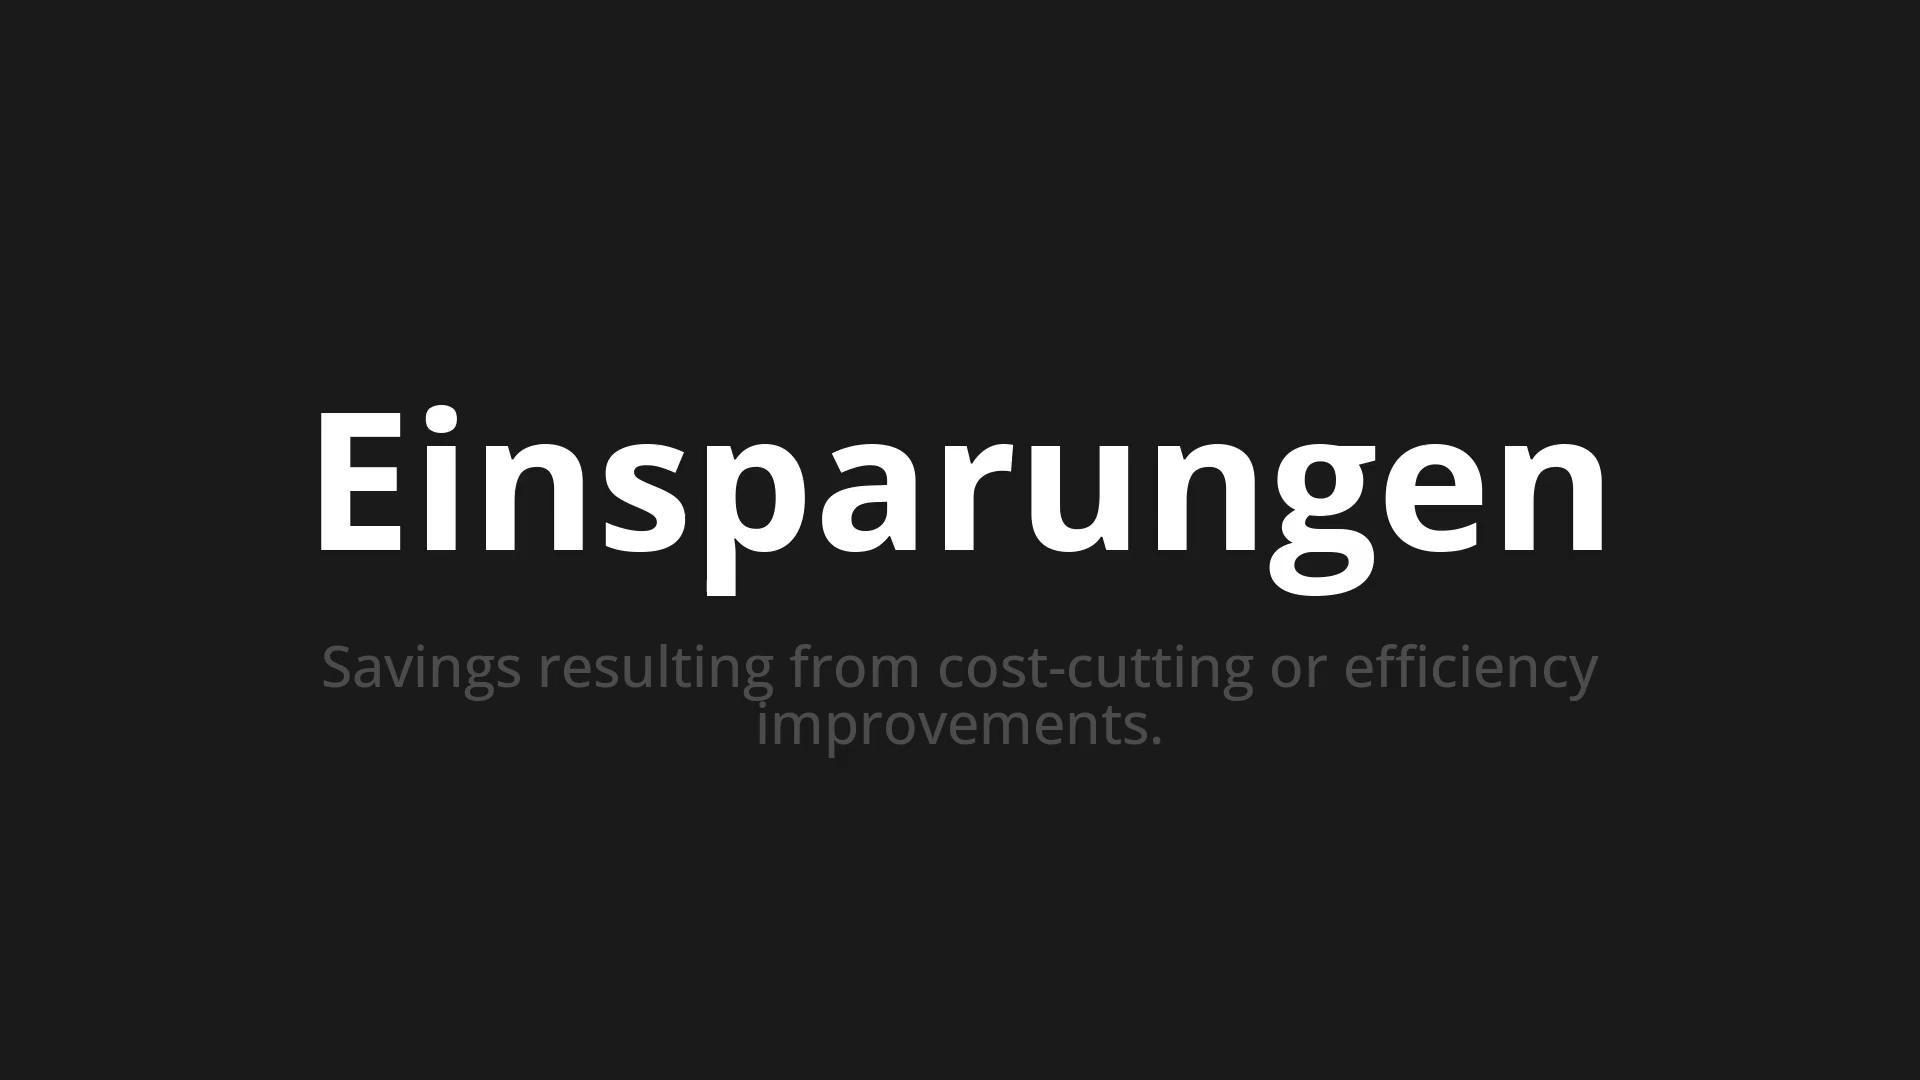 Einsparungen
Savings resulting from cost-cutting or efficiency
improvements.